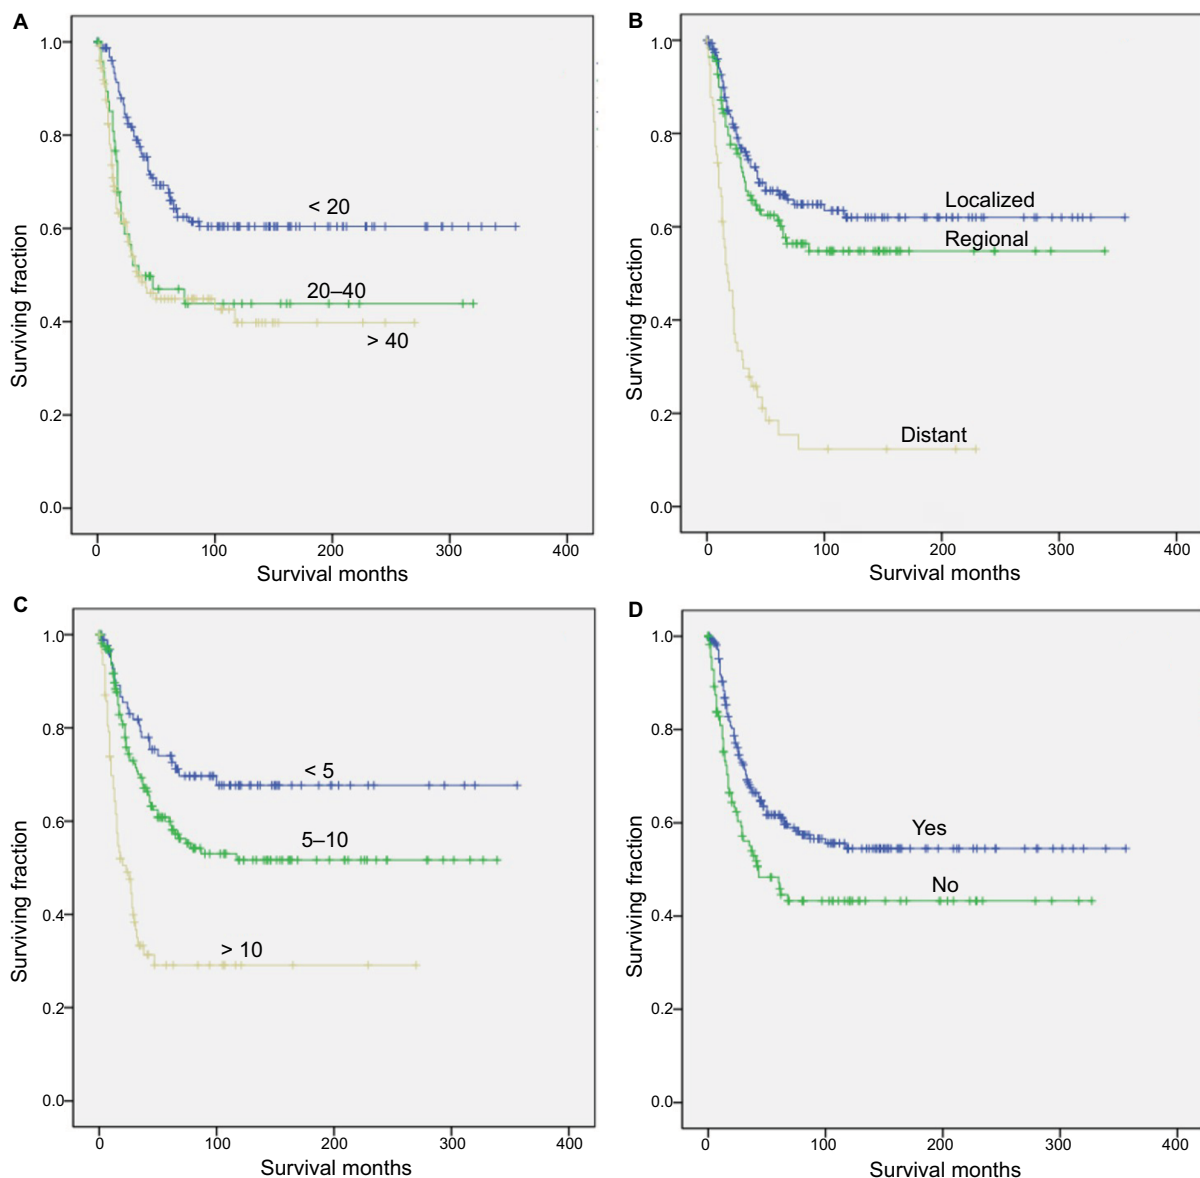 A
Surviving fraction
1.0
0.8
0.6
0.4
0.2
0.0
< 20
20–40
> 40
0 100 200 300 400
Survival months
B
Surviving fraction
1.0
0.8
0.6
0.4
0.2
0.0
Localized
Regional
Distant
0 100 200 300 400
Survival months
C
Surviving fraction
1.0
0.8
0.6
0.4
0.2
0.0
< 5
5–10
> 10
0 100 200 300 400
Survival months
D
Surviving fraction
1.0
0.8
0.6
0.4
0.2
0.0
Yes
No
0 100 200 300 400
Survival months